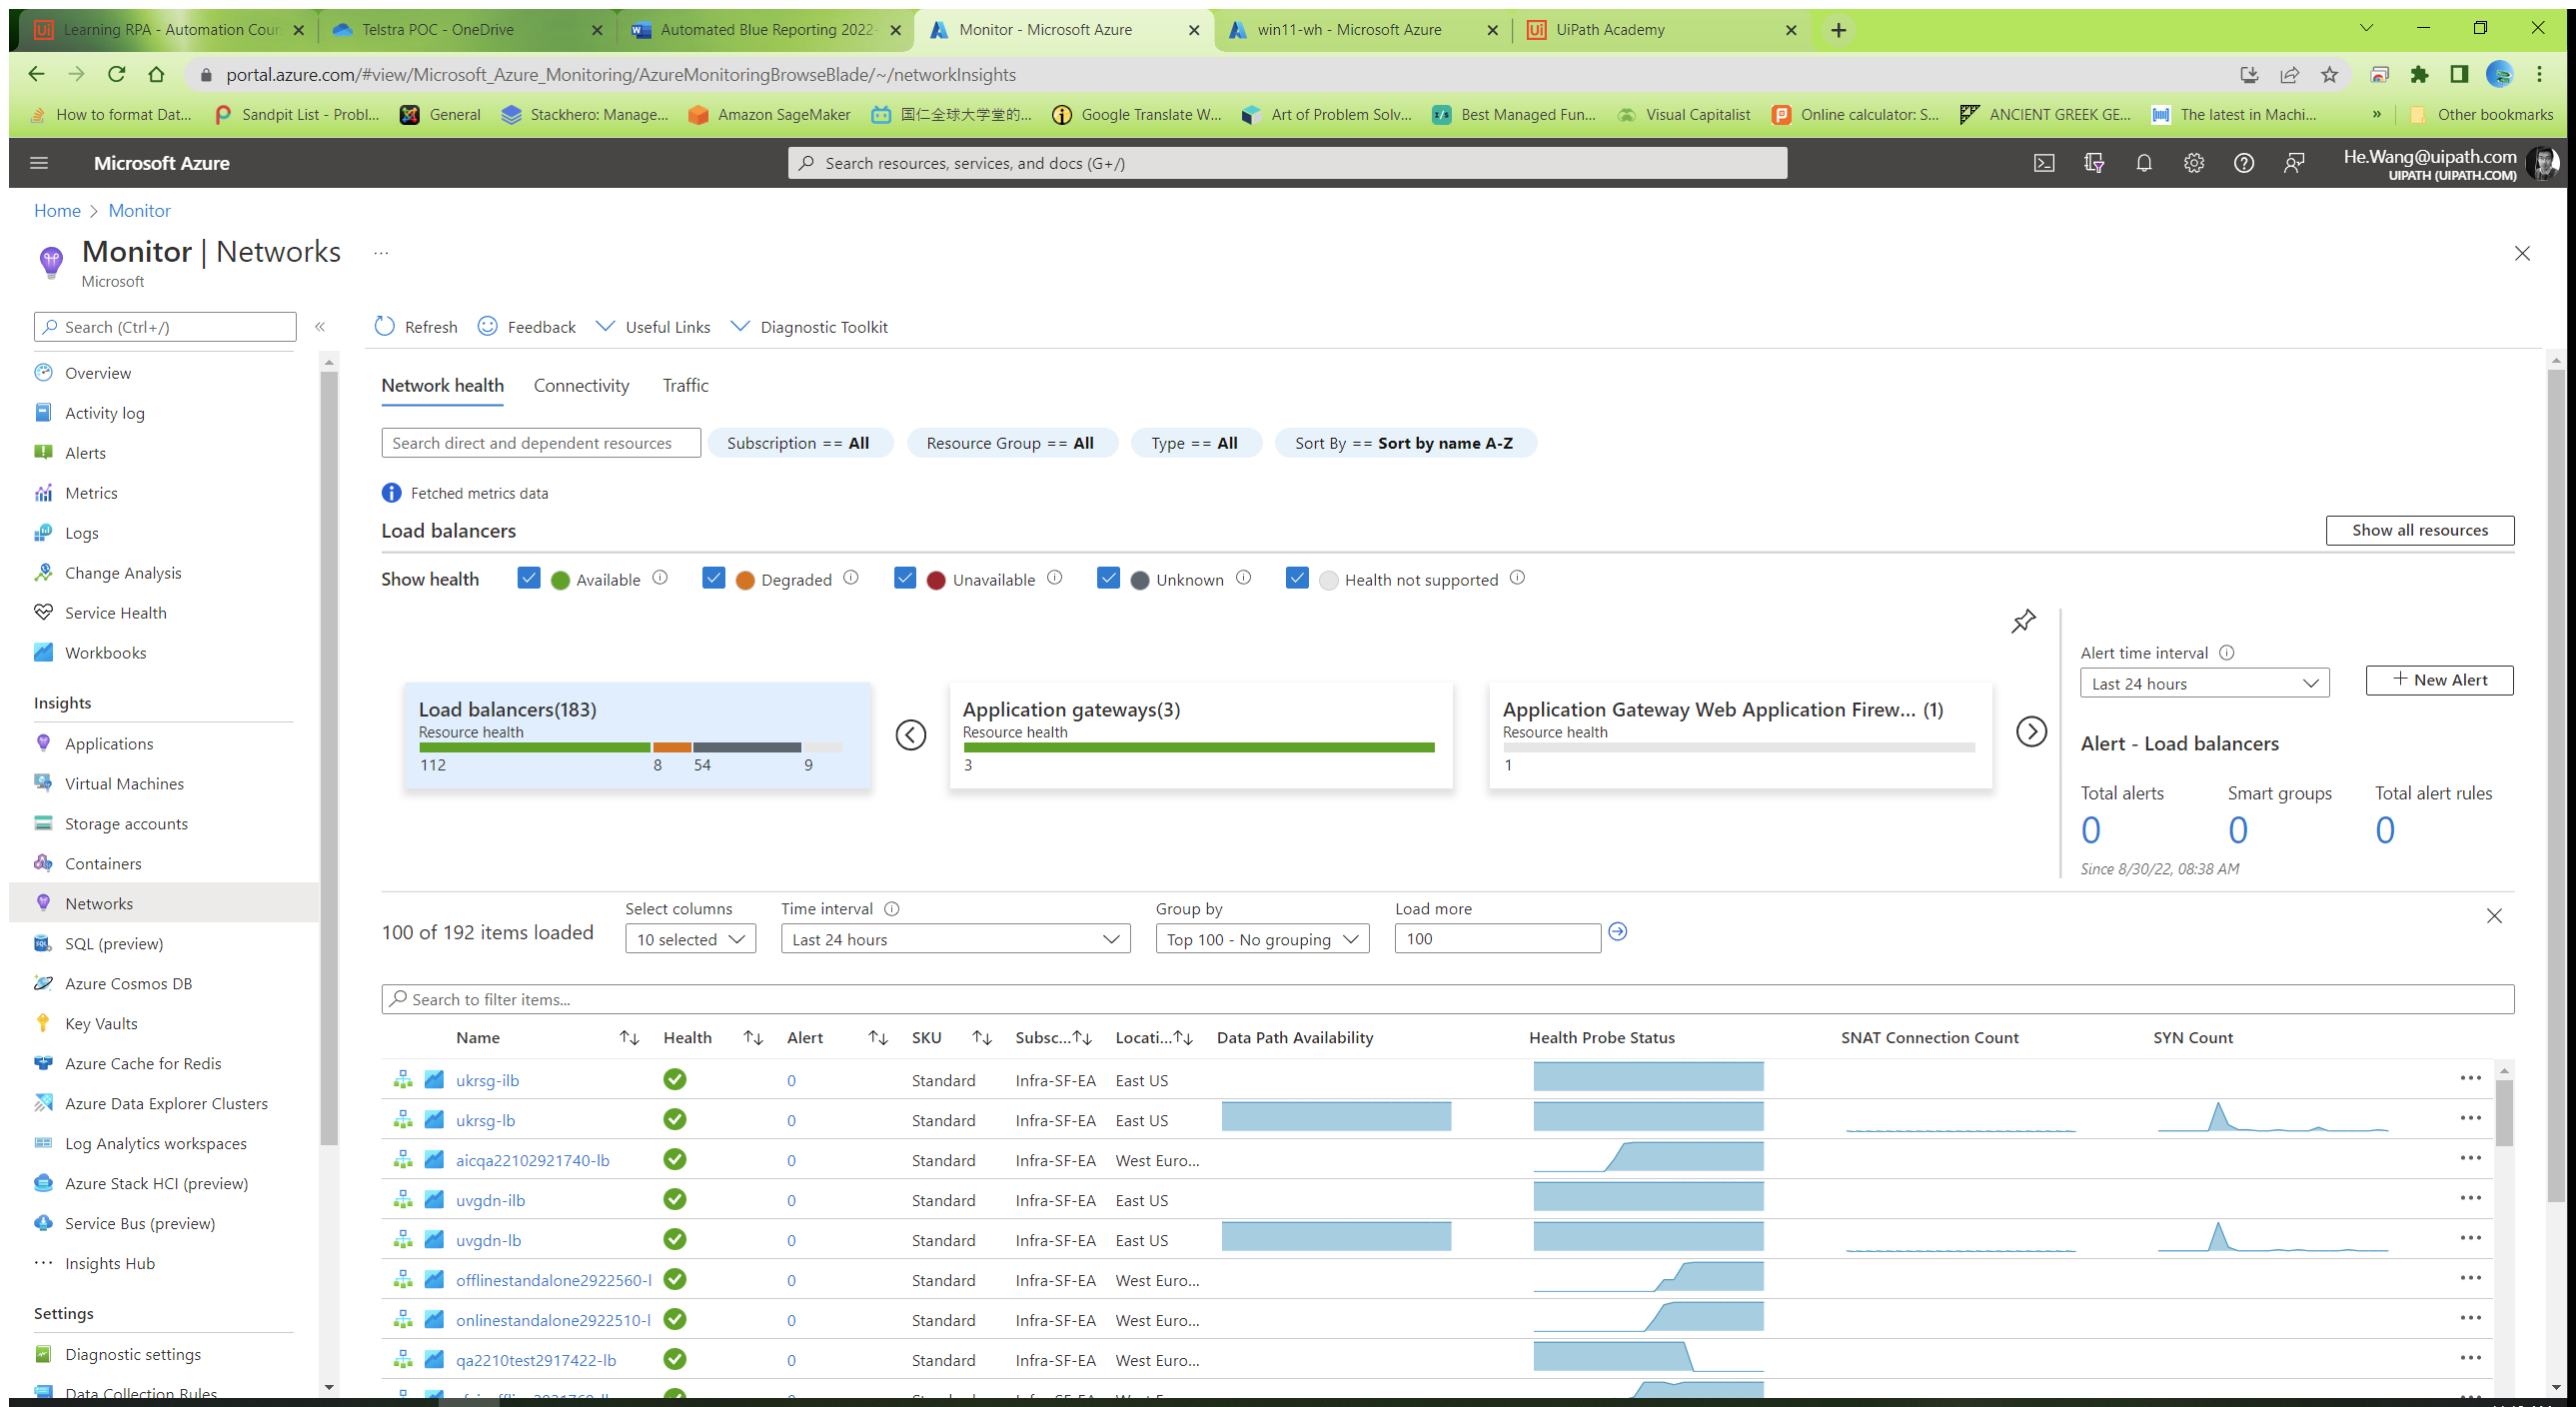 Learning RPA - Automation Cour
Telstra POC - OneDrive
Automated Blue Reporting 2022-
Monitor - Microsoft Azure
win11-wh - Microsoft Azure
UiPath Academy
portal.azure.com/#view/Microsoft_Azure_Monitoring/AzureMonitoringBrowseBlade/~/networkInsights
How to format Dat...
Sandpit List - Probl...
General
Stackhero: Manage...
Amazon SageMaker
国仁全球大学堂的...
Google Translate W...
Art of Problem Solv...
Best Managed Fun...
Visual Capitalist
Online calculator: S...
ANCIENT GREEK GE...
The latest in Machi...
»
Other bookmarks
Microsoft Azure
Search resources, services, and docs (G+/)
He.Wang@uipath.com
UIPATH (UIPATH.COM)
Home > Monitor
Monitor | Networks ...
Microsoft
Search (Ctrl+/)
«
Refresh
Feedback
Useful Links
Diagnostic Toolkit
Overview
Activity log
Alerts
Metrics
Logs
Change Analysis
Service Health
Workbooks
Insights
Applications
Virtual Machines
Storage accounts
Containers
Networks
SQL (preview)
Azure Cosmos DB
Key Vaults
Azure Cache for Redis
Azure Data Explorer Clusters
Log Analytics workspaces
Azure Stack HCI (preview)
Service Bus (preview)
Insights Hub
Settings
Diagnostic settings
Data Collection Rules
Network health
Connectivity
Traffic
Search direct and dependent resources
Subscription == All
Resource Group == All
Type == All
Sort By == Sort by name A-Z
Fetched metrics data
Load balancers
Show all resources
Show health
Available
Degraded
Unavailable
Unknown
Health not supported
Load balancers(183)
Resource health
112 8 54 9
Application gateways(3)
Resource health
3
Application Gateway Web Application Firew... (1)
Resource health
1
Alert time interval
Last 24 hours
+ New Alert
Alert - Load balancers
Total alerts Smart groups Total alert rules
0 0 0
Since 8/30/22, 08:38 AM
100 of 192 items loaded
Select columns
10 selected
Time interval
Last 24 hours
Group by
Top 100 - No grouping
Load more
100
Search to filter items...
Name Health Alert SKU Subsc... Locati... Data Path Availability Health Probe Status SNAT Connection Count SYN Count
ukrsg-ilb 0 Standard Infra-SF-EA East US
ukrsg-lb 0 Standard Infra-SF-EA East US
aicqa22102921740-lb 0 Standard Infra-SF-EA West Euro...
uvgdn-ilb 0 Standard Infra-SF-EA East US
uvgdn-lb 0 Standard Infra-SF-EA East US
offlinestandalone2922560-l 0 Standard Infra-SF-EA West Euro...
onlinestandalone2922510-l 0 Standard Infra-SF-EA West Euro...
qa2210test2917422-lb 0 Standard Infra-SF-EA West Euro...